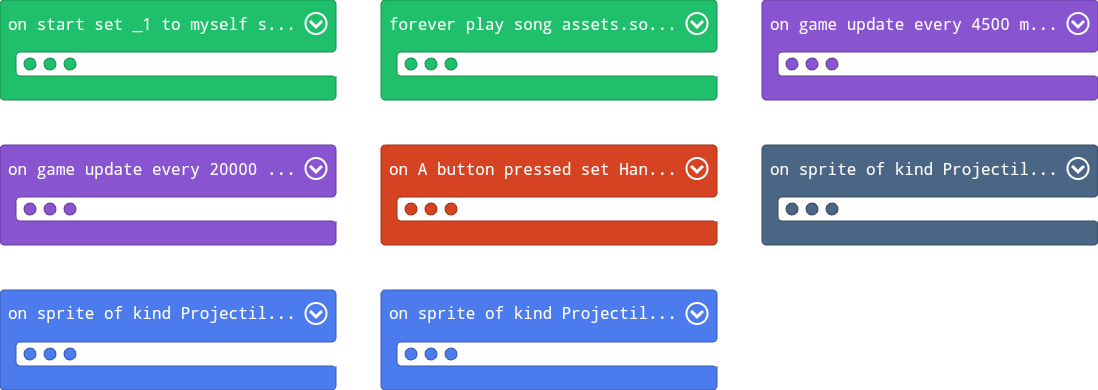 on start set _1 to myself s...
forever play song assets.so...
on game update every 4500 m...
on game update every 20000 ...
on A button pressed set Han...
on sprite of kind Projectil...
on sprite of kind Projectil...
on sprite of kind Projectil...